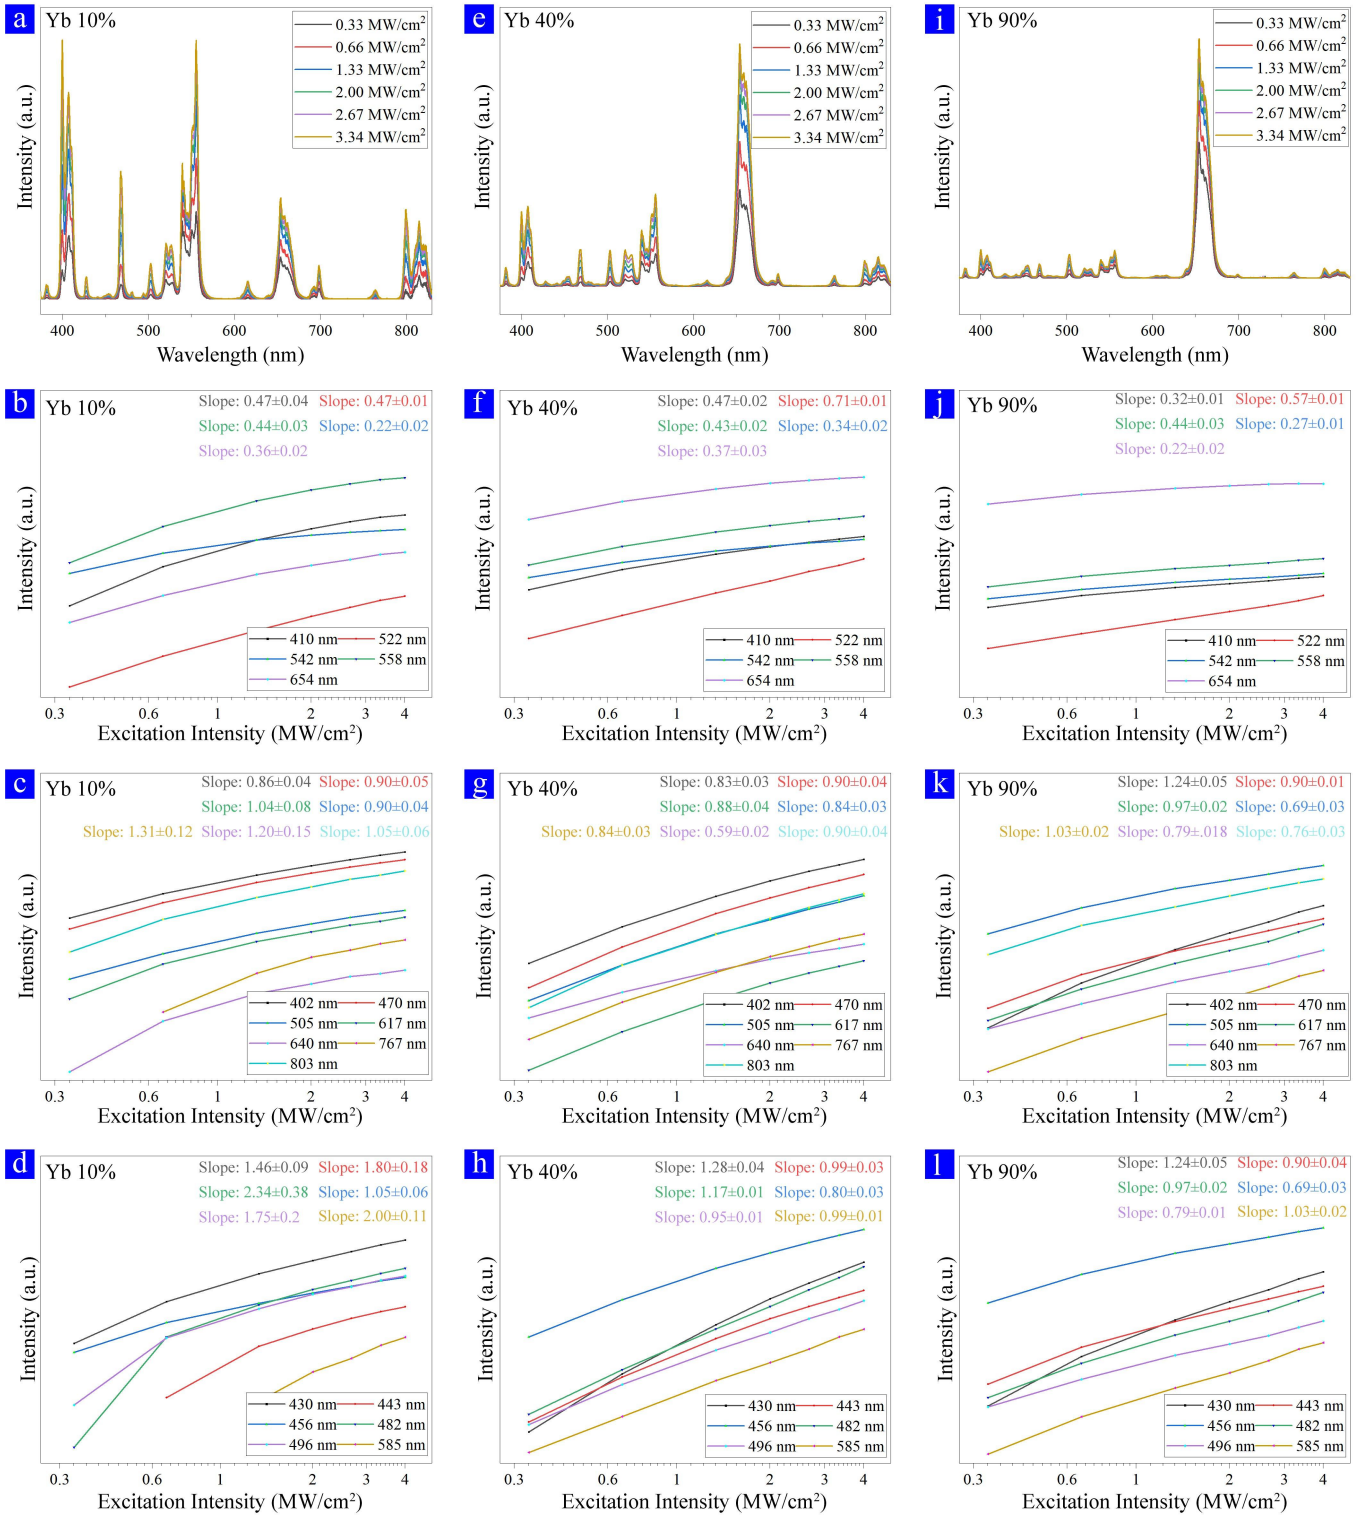 a
Yb 10%
0.33 MW/cm²
0.66 MW/cm²
1.33 MW/cm²
2.00 MW/cm²
2.67 MW/cm²
3.34 MW/cm²
Intensity (a.u.)
400 500 600 700 800
Wavelength (nm)
e
Yb 40%
0.33 MW/cm²
0.66 MW/cm²
1.33 MW/cm²
2.00 MW/cm²
2.67 MW/cm²
3.34 MW/cm²
Intensity (a.u.)
400 500 600 700 800
Wavelength (nm)
i
Yb 90%
0.33 MW/cm²
0.66 MW/cm²
1.33 MW/cm²
2.00 MW/cm²
2.67 MW/cm²
3.34 MW/cm²
Intensity (a.u.)
400 500 600 700 800
Wavelength (nm)
b
Yb 10%
Slope: 0.47±0.04 Slope: 0.47±0.01
Slope: 0.44±0.03 Slope: 0.22±0.02
Slope: 0.36±0.02
Intensity (a.u.)
410 nm 522 nm
542 nm 558 nm
654 nm
0.3 0.6 1 2 3 4
Excitation Intensity (MW/cm²)
f
Yb 40%
Slope: 0.47±0.02 Slope: 0.71±0.01
Slope: 0.43±0.02 Slope: 0.34±0.02
Slope: 0.37±0.03
Intensity (a.u.)
410 nm 522 nm
542 nm 558 nm
654 nm
0.3 0.6 1 2 3 4
Excitation Intensity (MW/cm²)
j
Yb 90%
Slope: 0.32±0.01 Slope: 0.57±0.01
Slope: 0.44±0.03 Slope: 0.27±0.01
Slope: 0.22±0.02
Intensity (a.u.)
410 nm 522 nm
542 nm 558 nm
654 nm
0.3 0.6 1 2 3 4
Excitation Intensity (MW/cm²)
c
Yb 10%
Slope: 0.86±0.04 Slope: 0.90±0.05
Slope: 1.04±0.08 Slope: 0.90±0.04
Slope: 1.31±0.12 Slope: 1.20±0.15 Slope: 1.05±0.06
Intensity (a.u.)
402 nm 470 nm
505 nm 617 nm
640 nm 767 nm
803 nm
0.3 0.6 1 2 3 4
Excitation Intensity (MW/cm²)
g
Yb 40%
Slope: 0.83±0.03 Slope: 0.90±0.04
Slope: 0.88±0.04 Slope: 0.84±0.03
Slope: 0.84±0.03 Slope: 0.59±0.02 Slope: 0.90±0.04
Intensity (a.u.)
402 nm 470 nm
505 nm 617 nm
640 nm 767 nm
803 nm
0.3 0.6 1 2 3 4
Excitation Intensity (MW/cm²)
k
Yb 90%
Slope: 1.24±0.05 Slope: 0.90±0.01
Slope: 0.97±0.02 Slope: 0.69±0.03
Slope: 1.03±0.02 Slope: 0.79±.018 Slope: 0.76±0.03
Intensity (a.u.)
402 nm 470 nm
505 nm 617 nm
640 nm 767 nm
803 nm
0.3 0.6 1 2 3 4
Excitation Intensity (MW/cm²)
d
Yb 10%
Slope: 1.46±0.09 Slope: 1.80±0.18
Slope: 2.34±0.38 Slope: 1.05±0.06
Slope: 1.75±0.2 Slope: 2.00±0.11
Intensity (a.u.)
430 nm 443 nm
456 nm 482 nm
496 nm 585 nm
0.3 0.6 1 2 3 4
Excitation Intensity (MW/cm²)
h
Yb 40%
Slope: 1.28±0.04 Slope: 0.99±0.03
Slope: 1.17±0.01 Slope: 0.80±0.03
Slope: 0.95±0.01 Slope: 0.99±0.01
Intensity (a.u.)
430 nm 443 nm
456 nm 482 nm
496 nm 585 nm
0.3 0.6 1 2 3 4
Excitation Intensity (MW/cm²)
l
Yb 90%
Slope: 1.24±0.05 Slope: 0.90±0.04
Slope: 0.97±0.02 Slope: 0.69±0.03
Slope: 0.79±0.01 Slope: 1.03±0.02
Intensity (a.u.)
430 nm 443 nm
456 nm 482 nm
496 nm 585 nm
0.3 0.6 1 2 3 4
Excitation Intensity (MW/cm²)